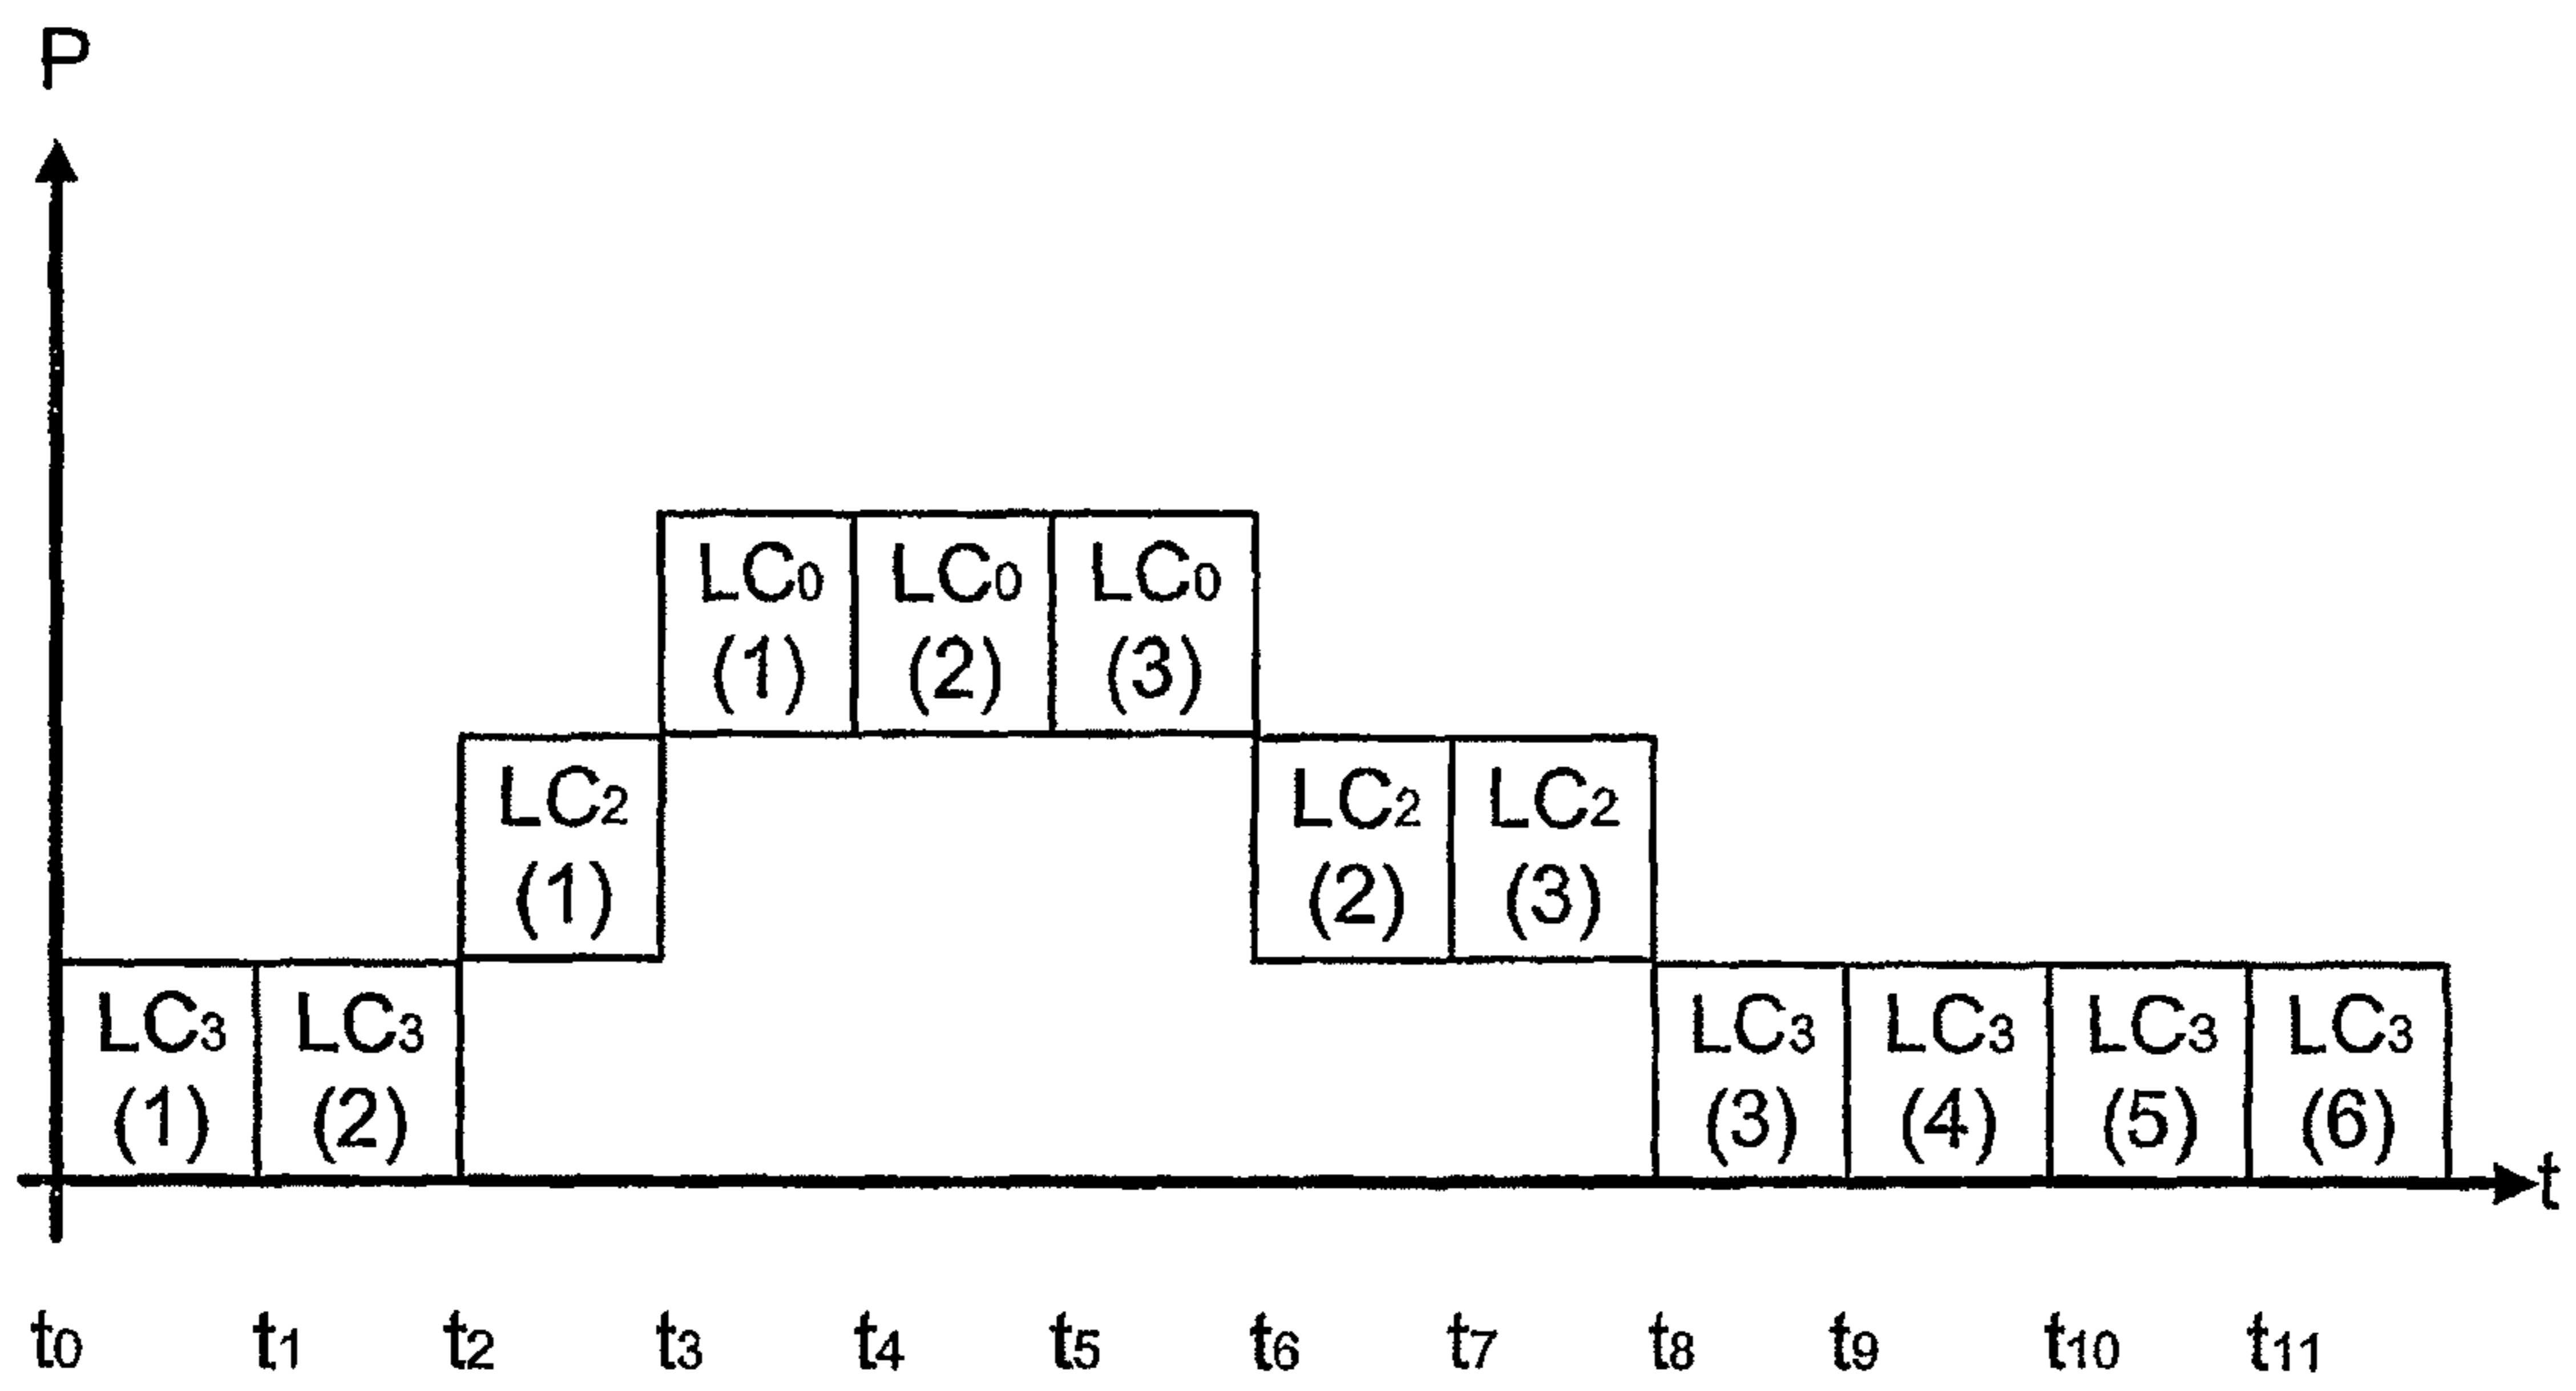 P
LC0 LC0 LC0
(1) (2) (3)
LC2 LC2 LC2
(1) (2) (3)
LC3 LC3 LC3 LC3 LC3 LC3
(1) (2) (3) (4) (5) (6)
t
t0 t1 t2 t3 t4 t5 t6 t7 t8 t9 t10 t11